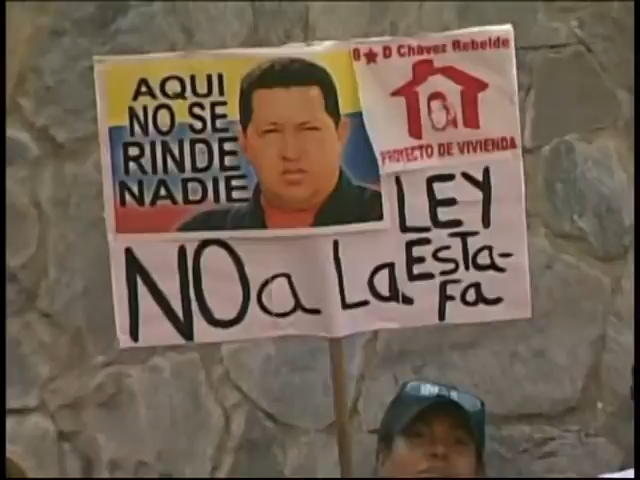 AQUI
NO SE
RINDE
NADIE
D Chávez Rebelde
PROYECTO DE VIVIENDA
NO a La LEY
ESTA-
Fa